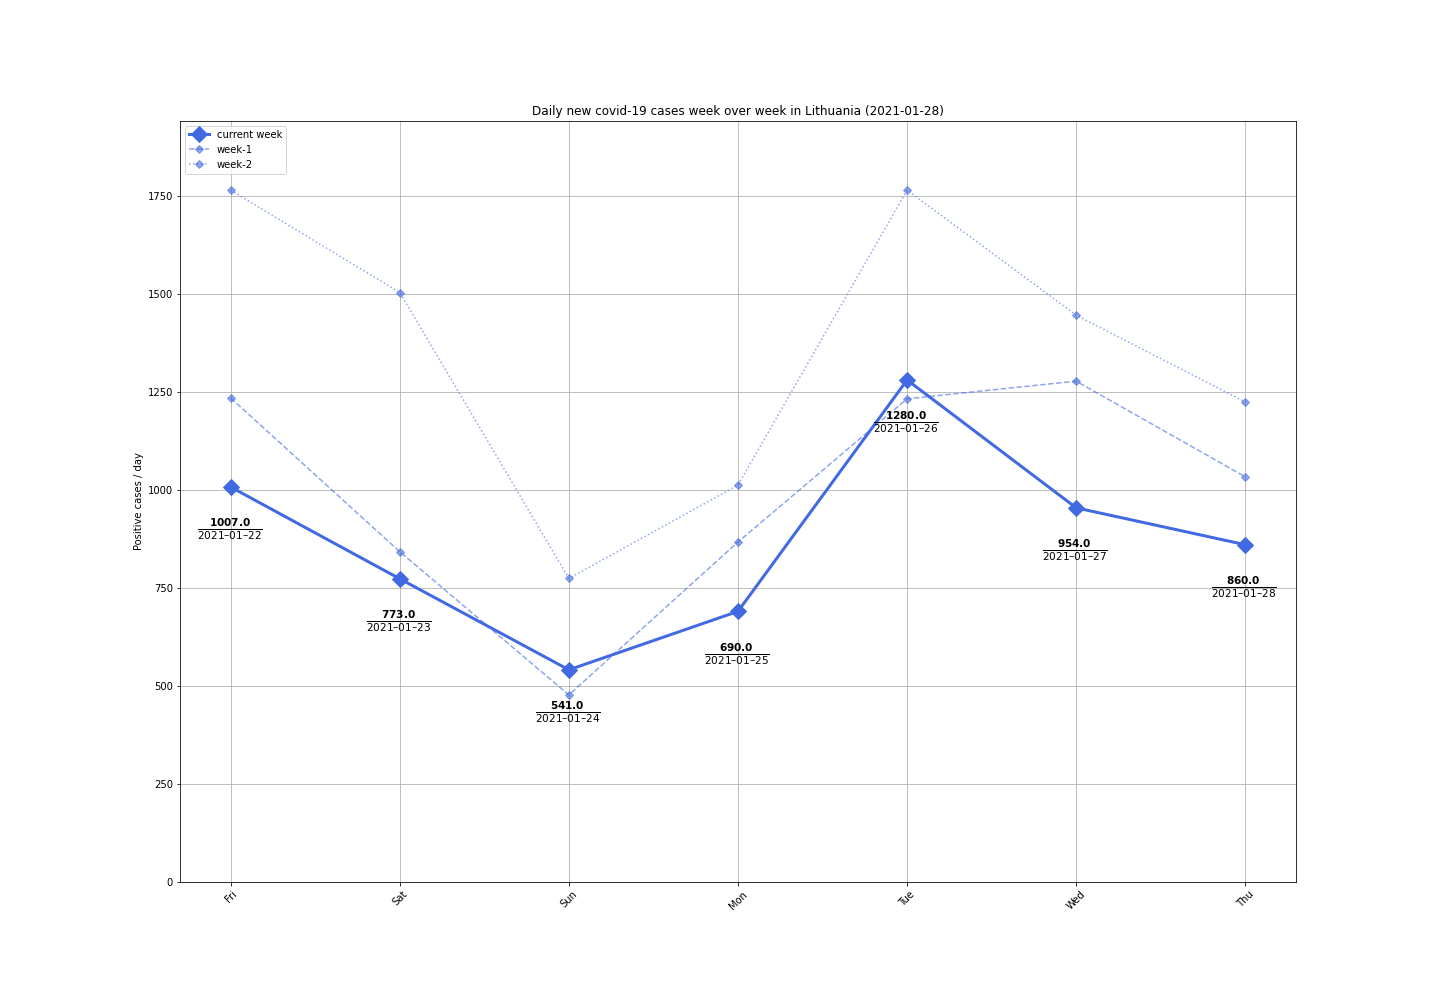 Daily new covid-19 cases week over week in Lithuania (2021-01-28)
current week
week-1
week-2
Positive cases / day
1750
1500
1250
1000
750
500
250
0
1007.0
2021–01–22
773.0
2021–01–23
541.0
2021–01–24
690.0
2021–01–25
1280.0
2021–01–26
954.0
2021–01–27
860.0
2021–01–28
Fri
Sat
Sun
Mon
Tue
Wed
Thu